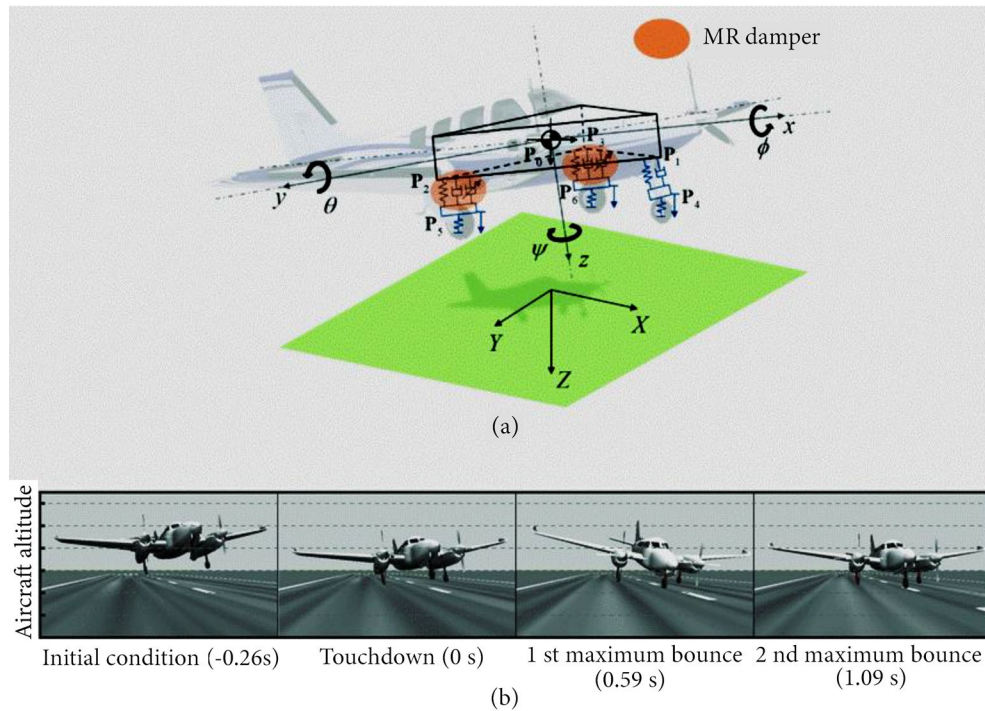 MR damper
x
ϕ
P₃
P₀
P₁
P₂
P₆
P₄
y
θ
P₅
ψ
z
X
Y
Z
(a)
Aircraft altitude
Initial condition (-0.26s)
Touchdown (0 s)
1 st maximum bounce
(0.59 s)
2 nd maximum bounce
(1.09 s)
(b)